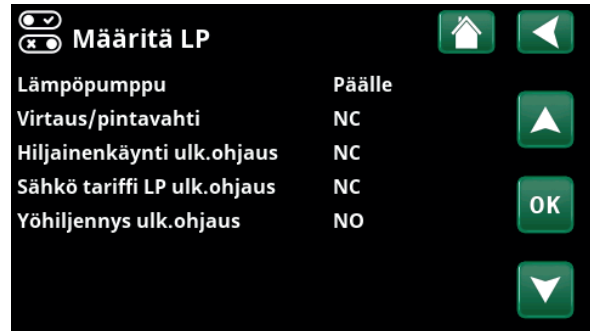 Määritä LP
Lämpöpumppu Päälle
Virtaus/pintavahti NC
Hiljainenkäynti ulk.ohjaus NC
Sähkö tariffi LP ulk.ohjaus NC
Yöhiljennys ulk.ohjaus NO
OK